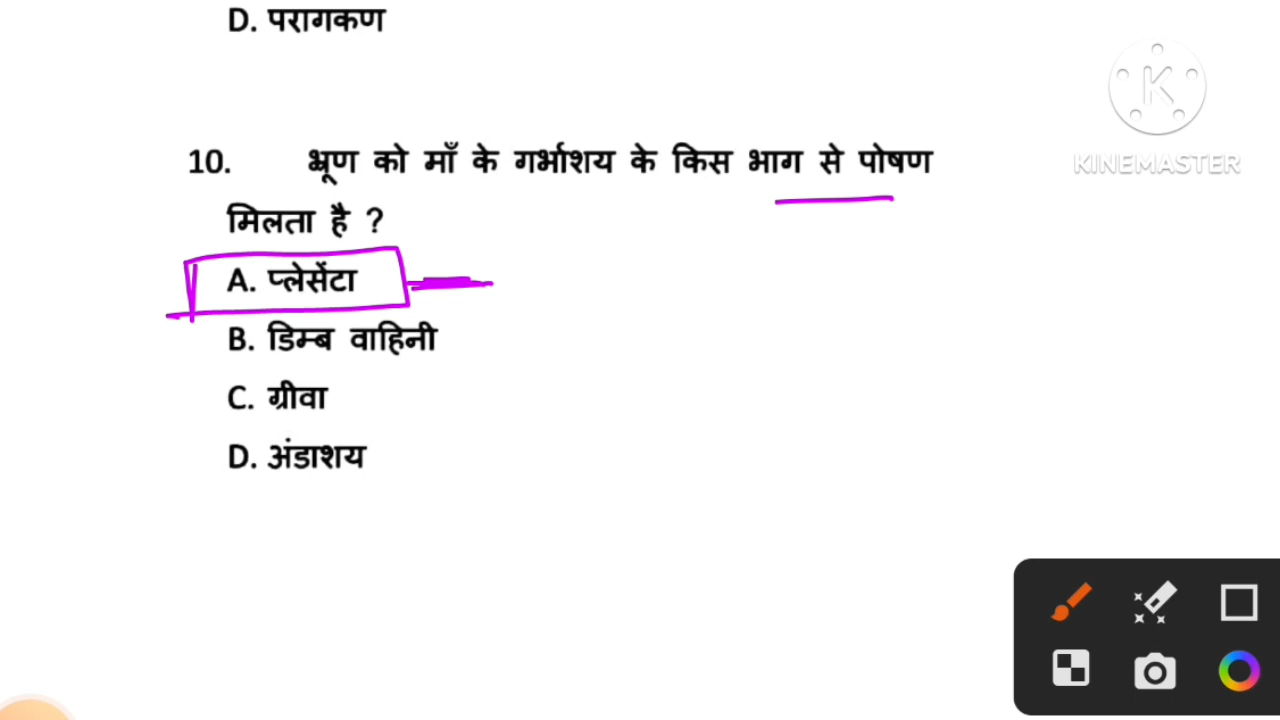 D. परागकण
10. भ्रूण को माँ के गर्भाशय के किस भाग से पोषण
मिलता है ?
A. प्लेसेंटा
B. डिम्ब वाहिनी
C. ग्रीवा
D. अंडाशय
K
KINEMASTER